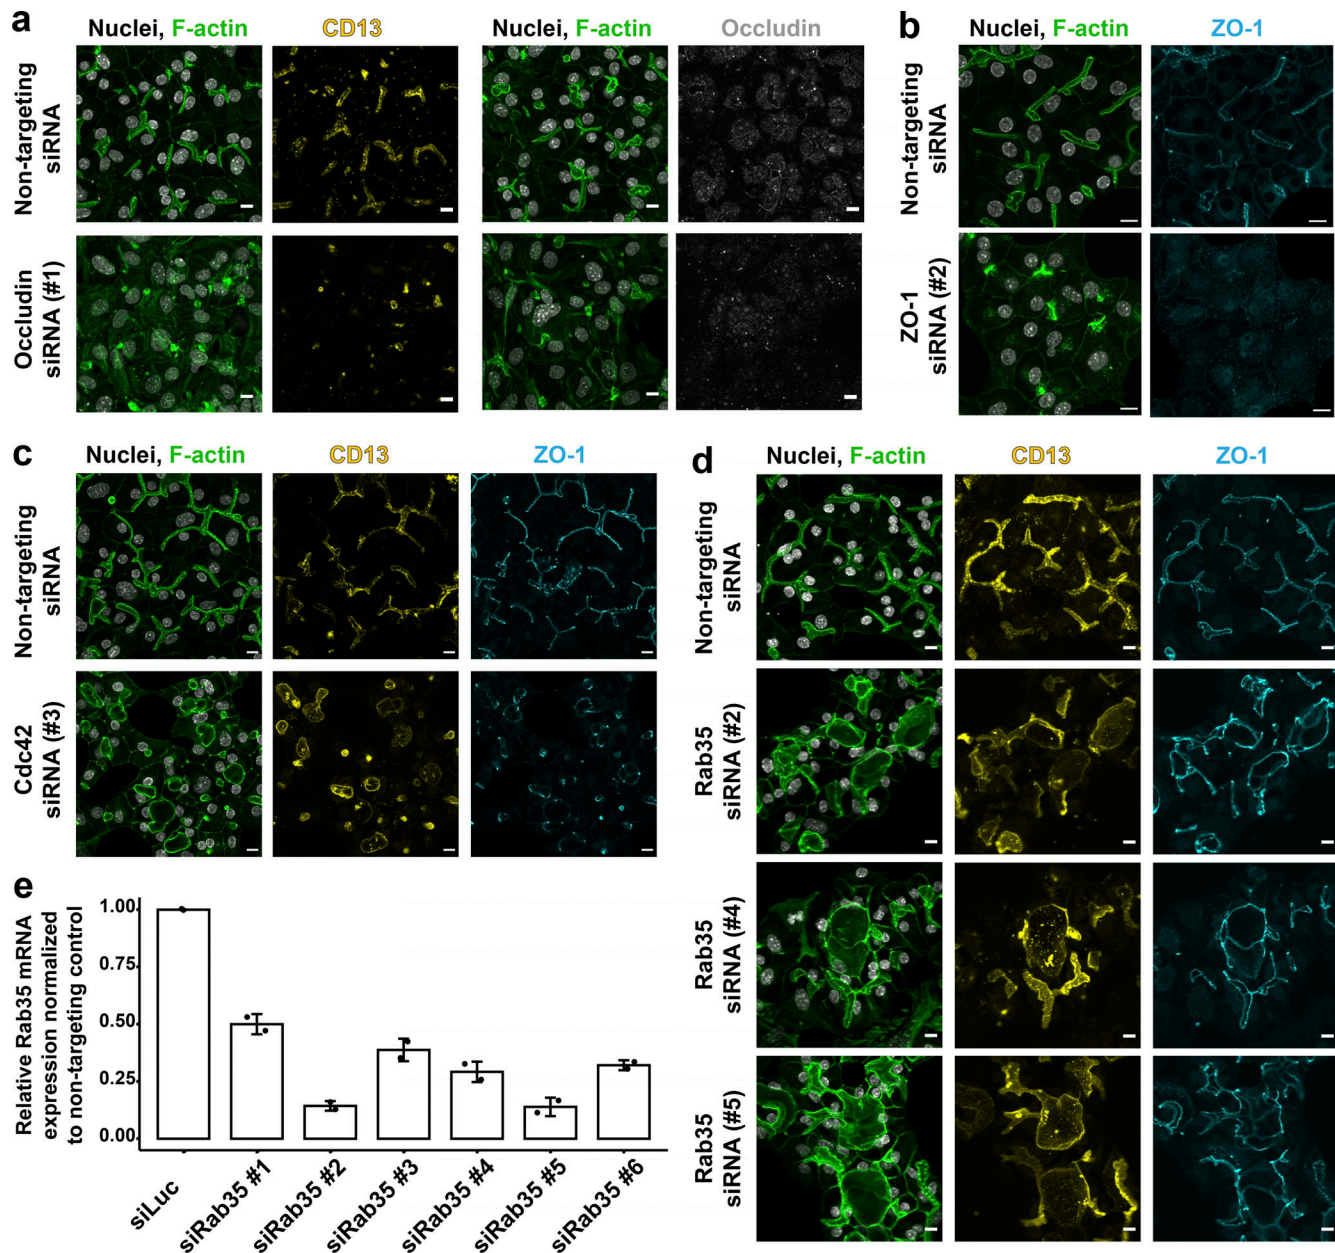 a
Nuclei, F-actin
CD13
Nuclei, F-actin
Occludin
Non-targeting
siRNA
Occludin
siRNA (#1)
b
Nuclei, F-actin
ZO-1
Non-targeting
siRNA
ZO-1
siRNA (#2)
c
Nuclei, F-actin
CD13
ZO-1
Non-targeting
siRNA
Cdc42
siRNA (#3)
d
Nuclei, F-actin
CD13
ZO-1
Non-targeting
siRNA
Rab35
siRNA (#2)
Rab35
siRNA (#4)
Rab35
siRNA (#5)
e
Relative Rab35 mRNA
expression normalized
to non-targeting control
1.00
0.75
0.50
0.25
0.00
siLuc
siRab35 #1
siRab35 #2
siRab35 #3
siRab35 #4
siRab35 #5
siRab35 #6